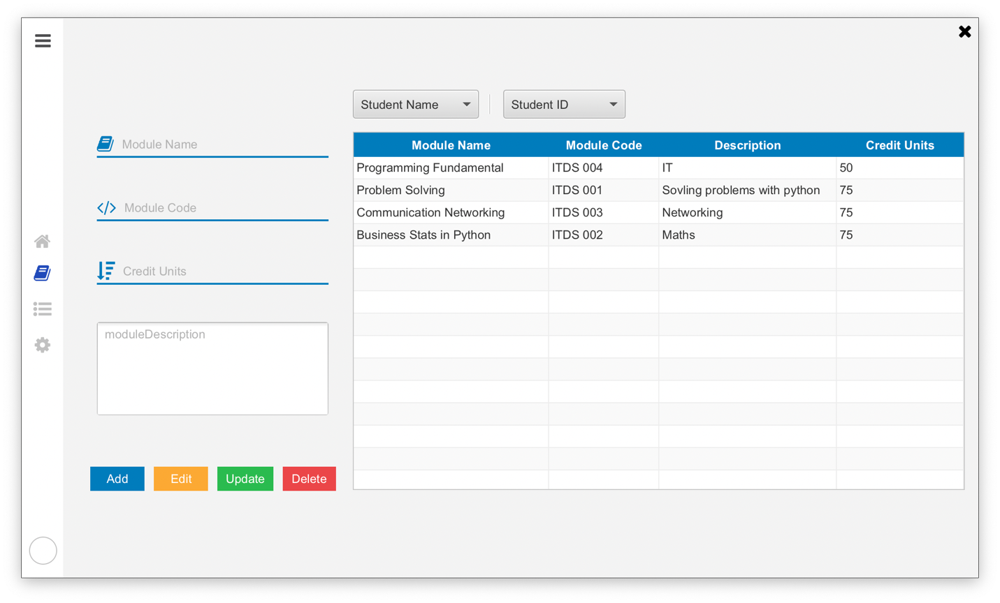 Student Name Student ID
Module Name
Module Code
Credit Units
moduleDescription
Add Edit Update Delete
Module Name Module Code Description Credit Units
Programming Fundamental ITDS 004 IT 50
Problem Solving ITDS 001 Sovling problems with python 75
Communication Networking ITDS 003 Networking 75
Business Stats in Python ITDS 002 Maths 75